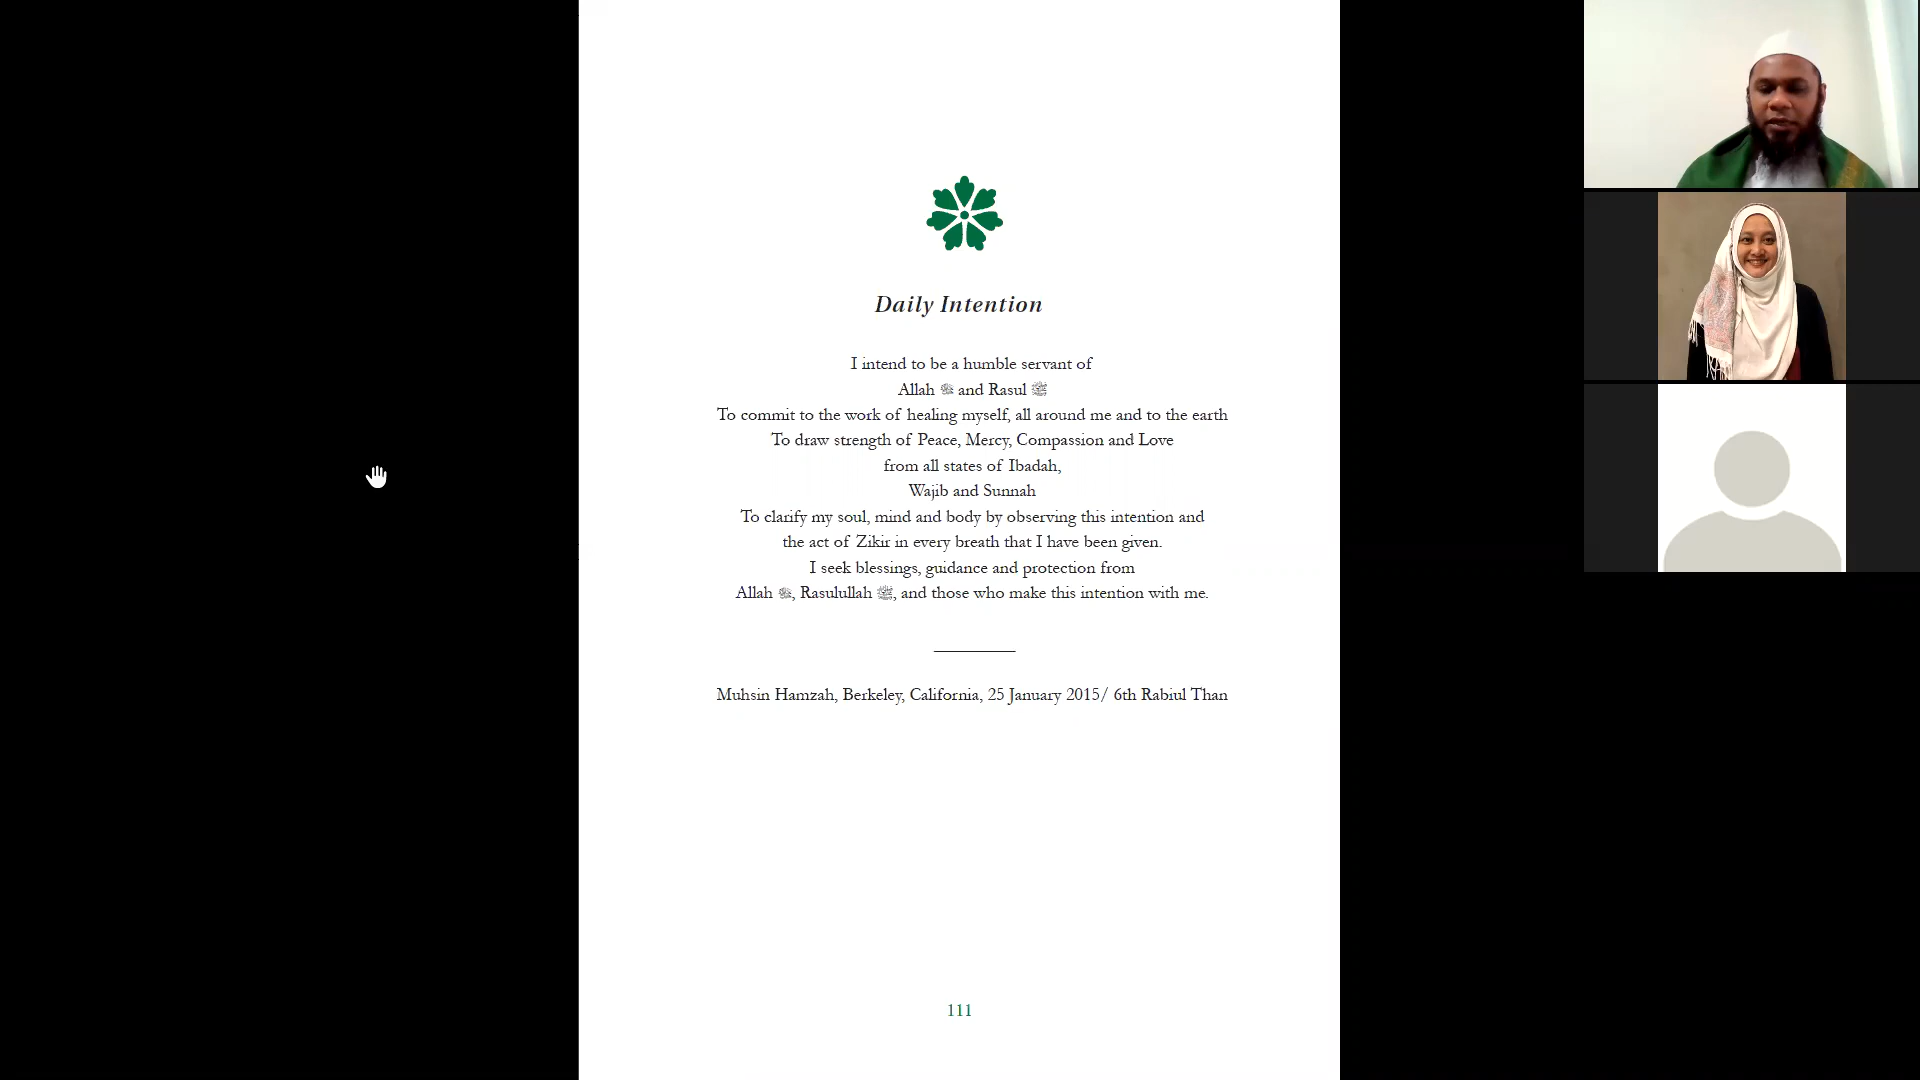 Daily Intention
I intend to be a humble servant of
Allah ﷻ and Rasul ﷺ
To commit to the work of healing myself, all around me and to the earth
To draw strength of Peace, Mercy, Compassion and Love
from all states of Ibadah,
Wajib and Sunnah
To clarify my soul, mind and body by observing this intention and
the act of Zikir in every breath that I have been given.
I seek blessings, guidance and protection from
Allah ﷻ, Rasulullah ﷺ, and those who make this intention with me.
Muhsin Hamzah, Berkeley, California, 25 January 2015/ 6th Rabiul Than
111